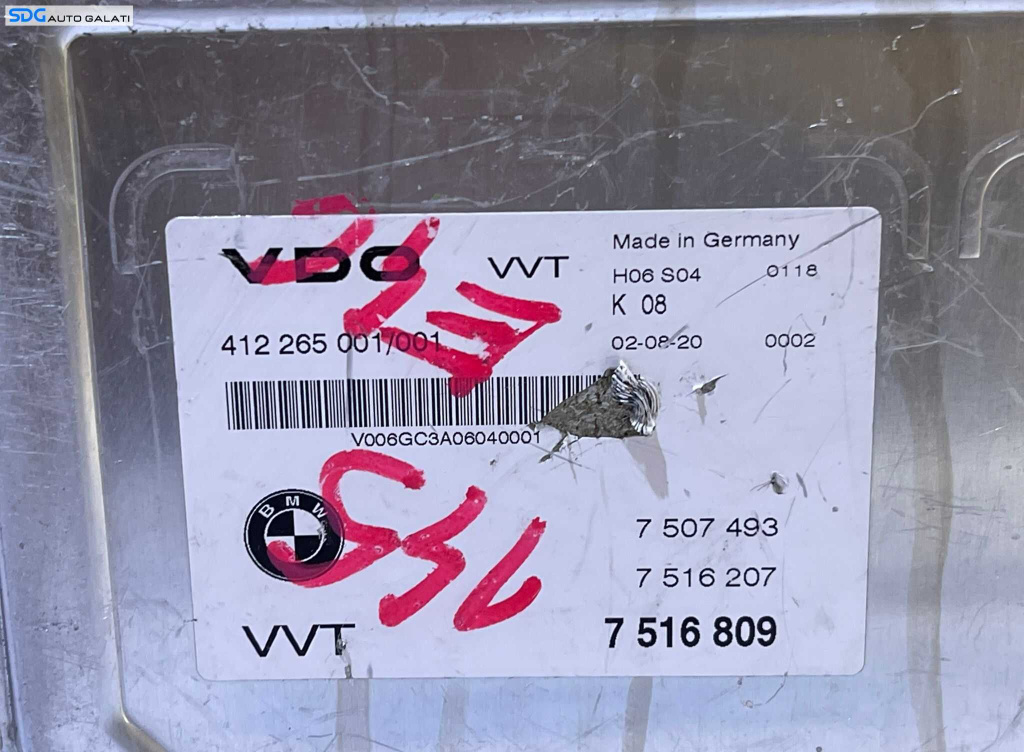 SDG AUTO GALATI
VDO VVT
Made in Germany
H06 S04 0118
K 08
412 265 001/001
02-08-20 0002
V006GC3A06040001
BMW
7 507 493
7 516 207
VVT
7 516 809